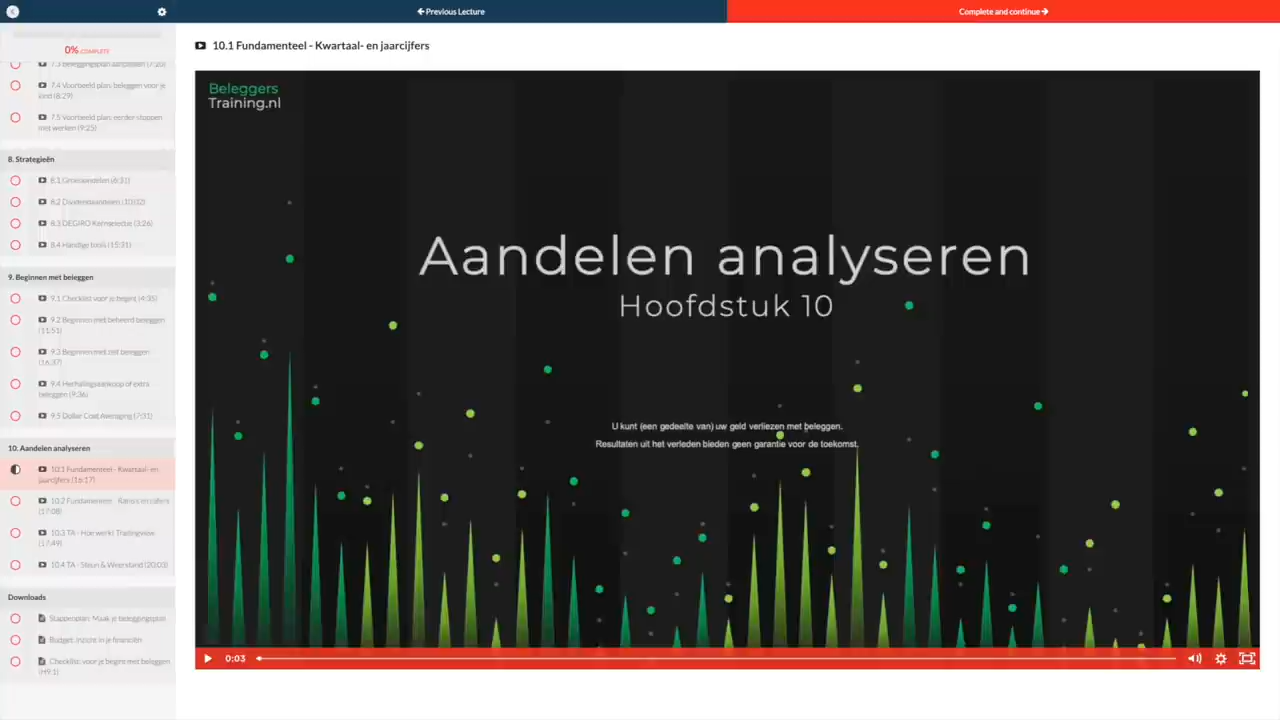 Previous Lecture
Complete and continue
0% COMPLETE
10.1 Fundamenteel - Kwartaal- en jaarcijfers
7.3 Beleggingsplan aanpassen (7:20)
7.4 Voorbeeld plan: beleggen voor je
kind (8:29)
7.5 Voorbeeld plan: eerder stoppen
met werken (9:25)
8. Strategieën
8.1 Groeiaandelen (6:31)
8.2 Dividendaandelen (10:02)
8.3 DEGIRO Kernselectie (3:26)
8.4 Handige tools (15:31)
9. Beginnen met beleggen
9.1 Checklist voor je begint (4:35)
9.2 Beginnen met beheerd beleggen
(11:51)
9.3 Beginnen met zelf beleggen
(16:37)
9.4 Herhalingsaankoop of extra
beleggen (9:36)
9.5 Dollar Cost Averaging (7:31)
10. Aandelen analyseren
10.1 Fundamenteel - Kwartaal- en
jaarcijfers (16:17)
10.2 Fundamenteel - Ratio's en cijfers
(17:08)
10.3 TA - Hoe werkt Tradingview
(17:49)
10.4 TA - Steun & Weerstand (20:03)
Downloads
Stappenplan: Maak je beleggingsplan
Budget: Inzicht in je financiën
Checklist: voor je begint met beleggen
(H9.1)
Beleggers
Training.nl
Aandelen analyseren
Hoofdstuk 10
U kunt (een gedeelte van) uw geld verliezen met beleggen.
Resultaten uit het verleden bieden geen garantie voor de toekomst.
0:03